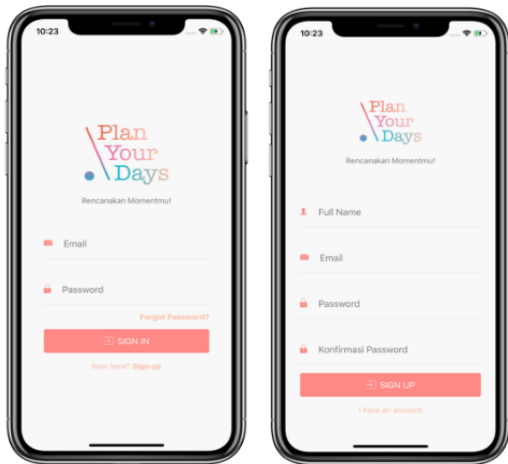 10:23
Plan
Your
Days
Rencanakan Momentmu!
Email
Password
Forgot Password?
SIGN IN
New here? Sign up
10:23
Plan
Your
Days
Rencanakan Momentmu!
Full Name
Email
Password
Konfirmasi Password
SIGN UP
I have an account